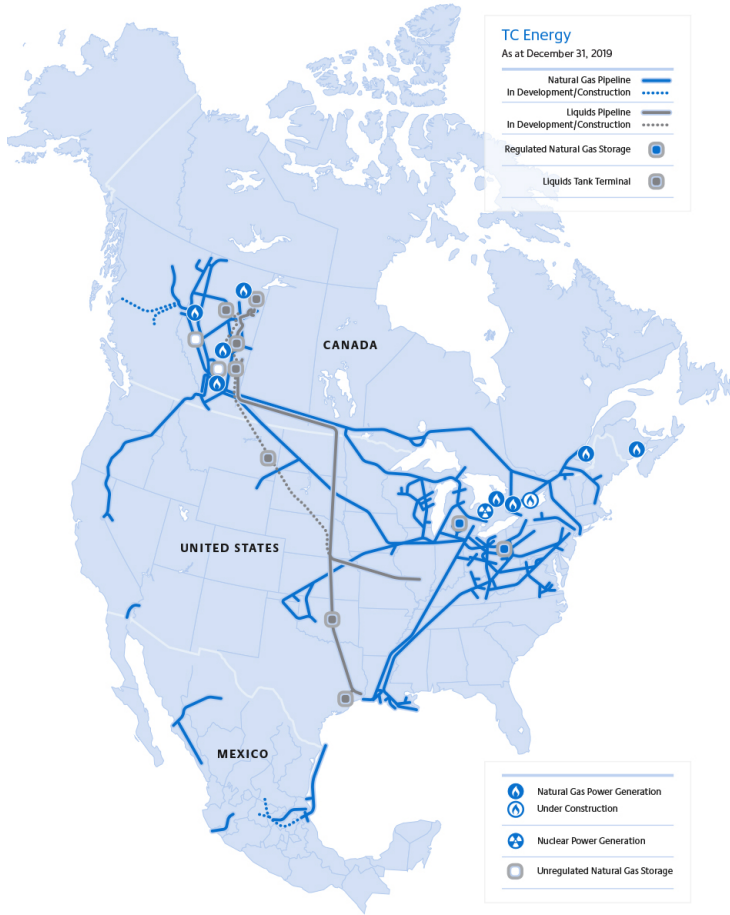 TC Energy
As at December 31, 2019
Natural Gas Pipeline
In Development/Construction
Liquids Pipeline
In Development/Construction
Regulated Natural Gas Storage
Liquids Tank Terminal
CANADA
UNITED STATES
MEXICO
Natural Gas Power Generation
Under Construction
Nuclear Power Generation
Unregulated Natural Gas Storage